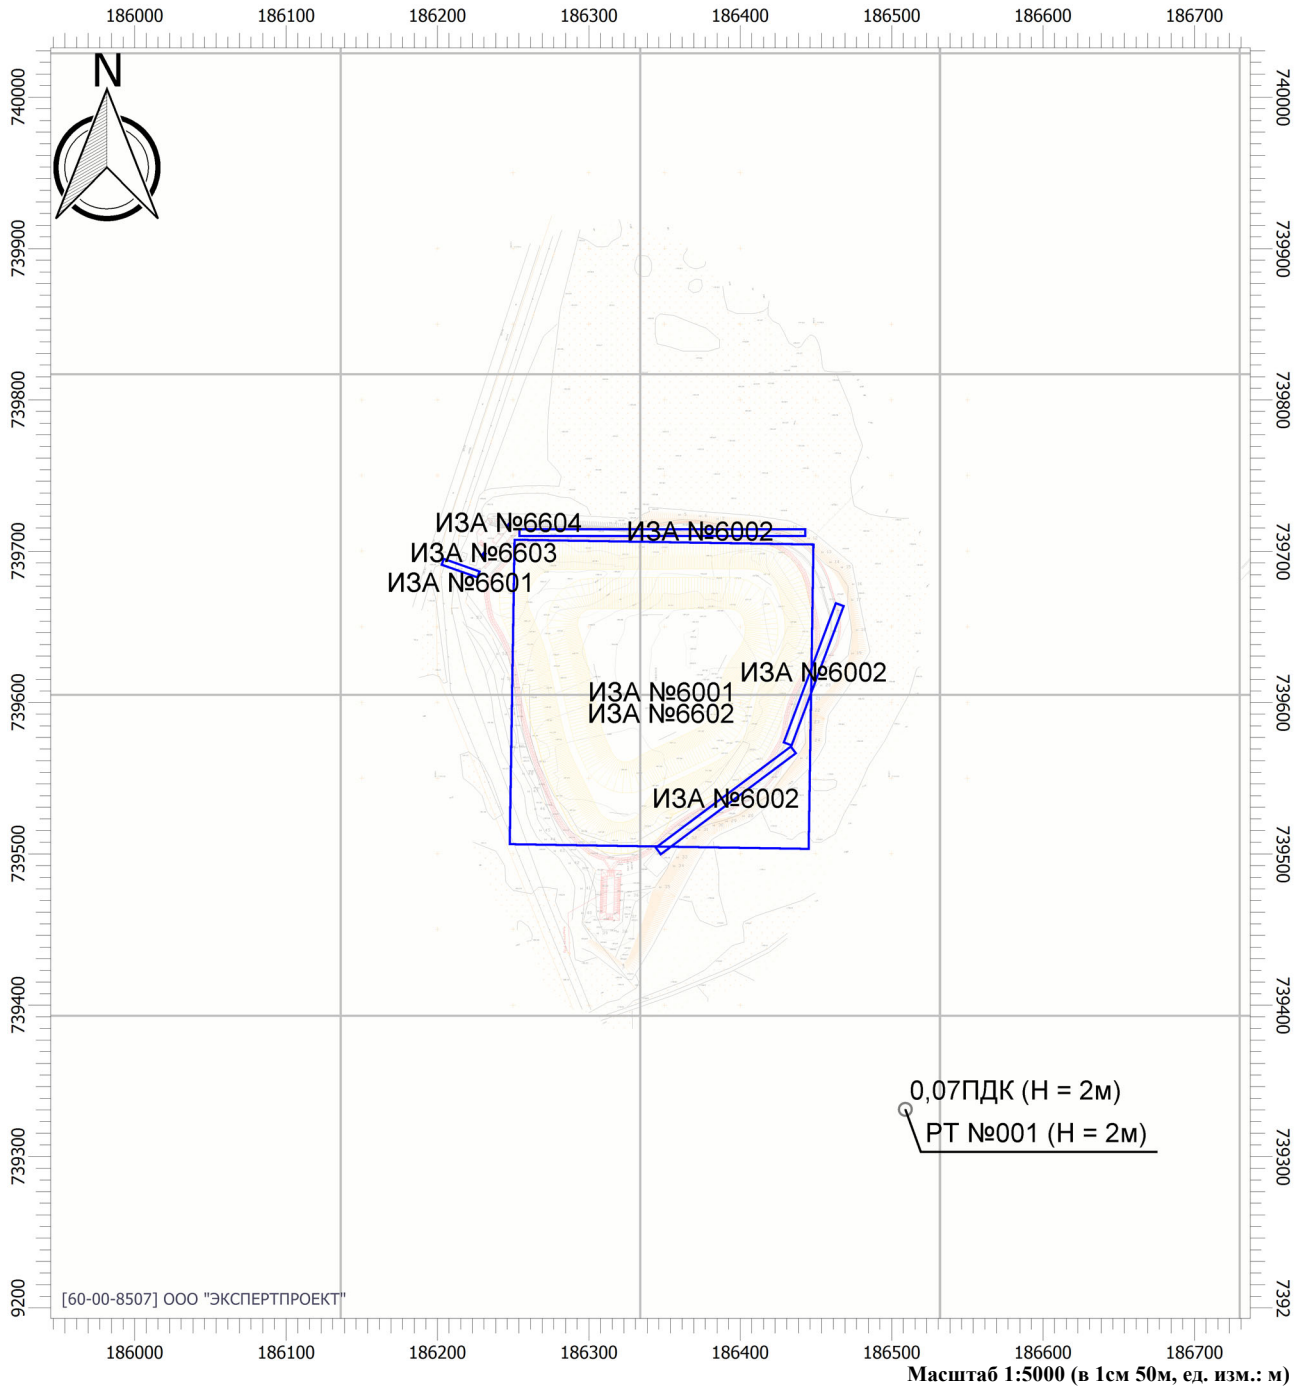 186000 186100 186200 186300 186400 186500 186600 186700
N
740000 740000
739900 739900
739800 739800
739700 739700
739600 739600
739500 739500
739400 739400
739300 739300
9200 7392
ИЗА №6604
ИЗА №6002
ИЗА №6603
ИЗА №6601
ИЗА №6002
ИЗА №6001
ИЗА №6602
ИЗА №6002
0,07ПДК (H = 2м)
РТ №001 (H = 2м)
[60-00-8507] ООО "ЭКСПЕРТПРОЕКТ"
186000 186100 186200 186300 186400 186500 186600 186700
Масштаб 1:5000 (в 1см 50м, ед. изм.: м)